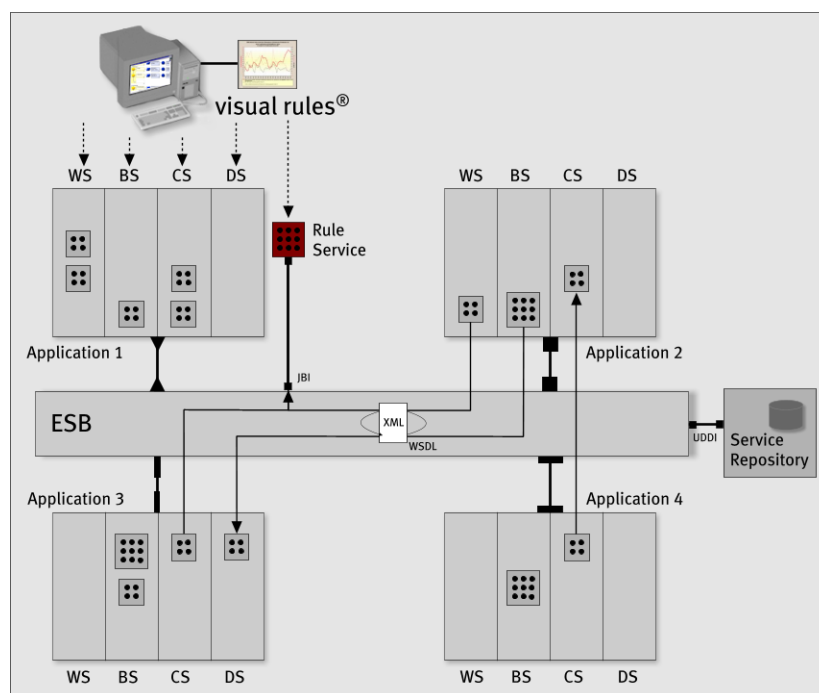 visual rules®
WS BS CS DS
WS BS CS DS
Rule
Service
Application 1
Application 2
JBI
ESB
XML
WSDL
UDDI
Service
Repository
Application 3
Application 4
WS BS CS DS
WS BS CS DS